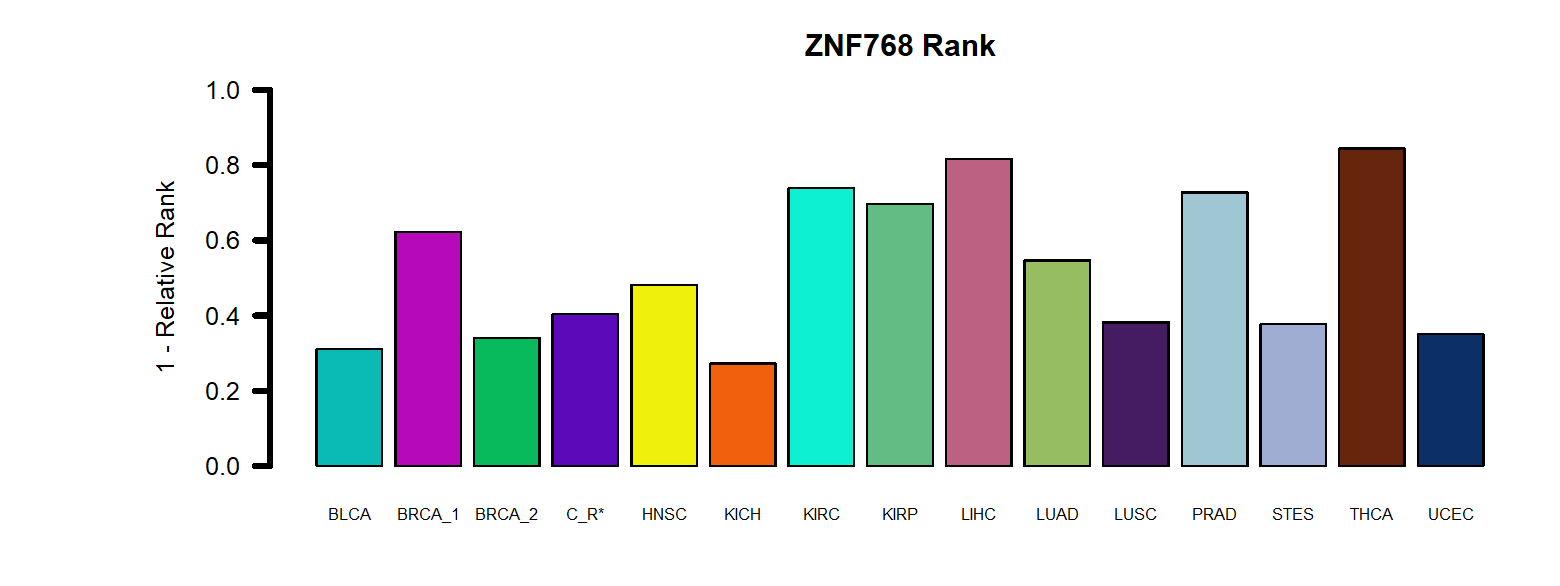 ZNF768 Rank
1 - Relative Rank
1.0
0.8
0.6
0.4
0.2
0.0
BLCA BRCA_1 BRCA_2 C_R* HNSC KICH KIRC KIRP LIHC LUAD LUSC PRAD STES THCA UCEC